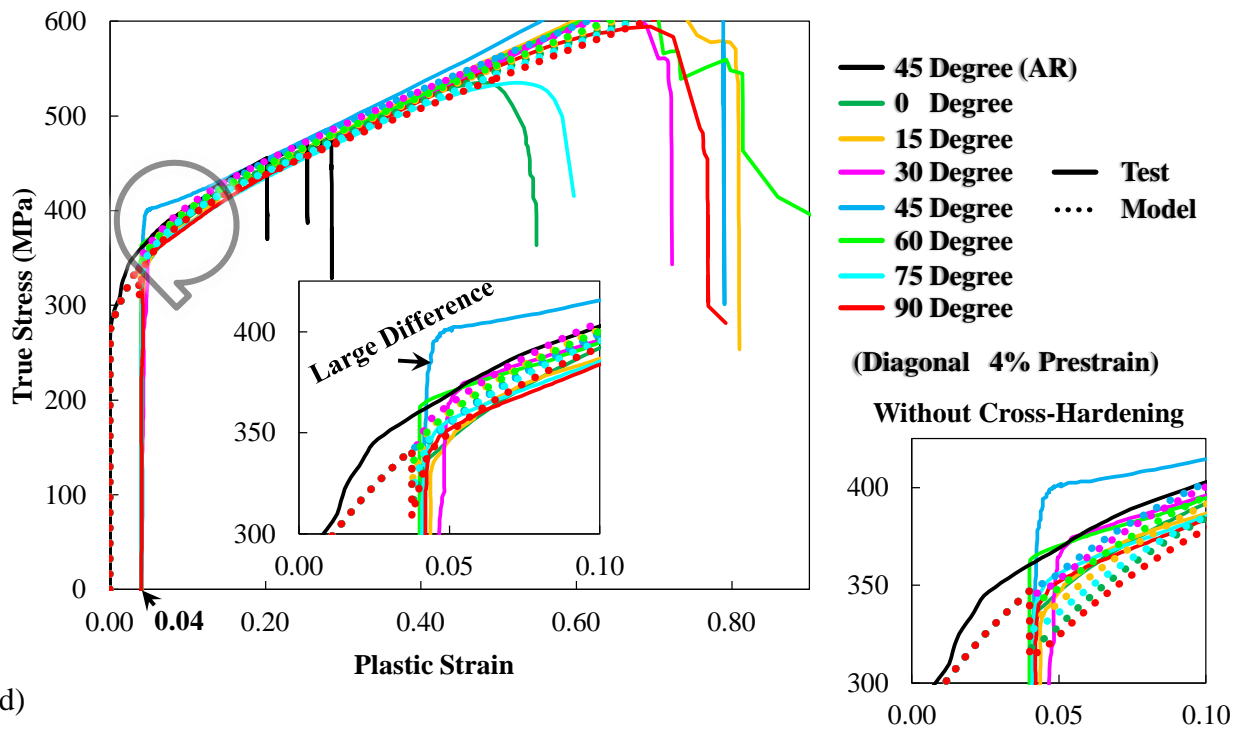 600
500
400
300
200
100
0
True Stress (MPa)
0.00
0.04
0.20
0.40
0.60
0.80
Plastic Strain
Large Difference
400
350
300
0.00
0.05
0.10
45 Degree (AR)
0 Degree
15 Degree
30 Degree
45 Degree
60 Degree
75 Degree
90 Degree
Test
Model
(Diagonal 4% Prestrain)
Without Cross-Hardening
400
350
300
0.00
0.05
0.10
d)